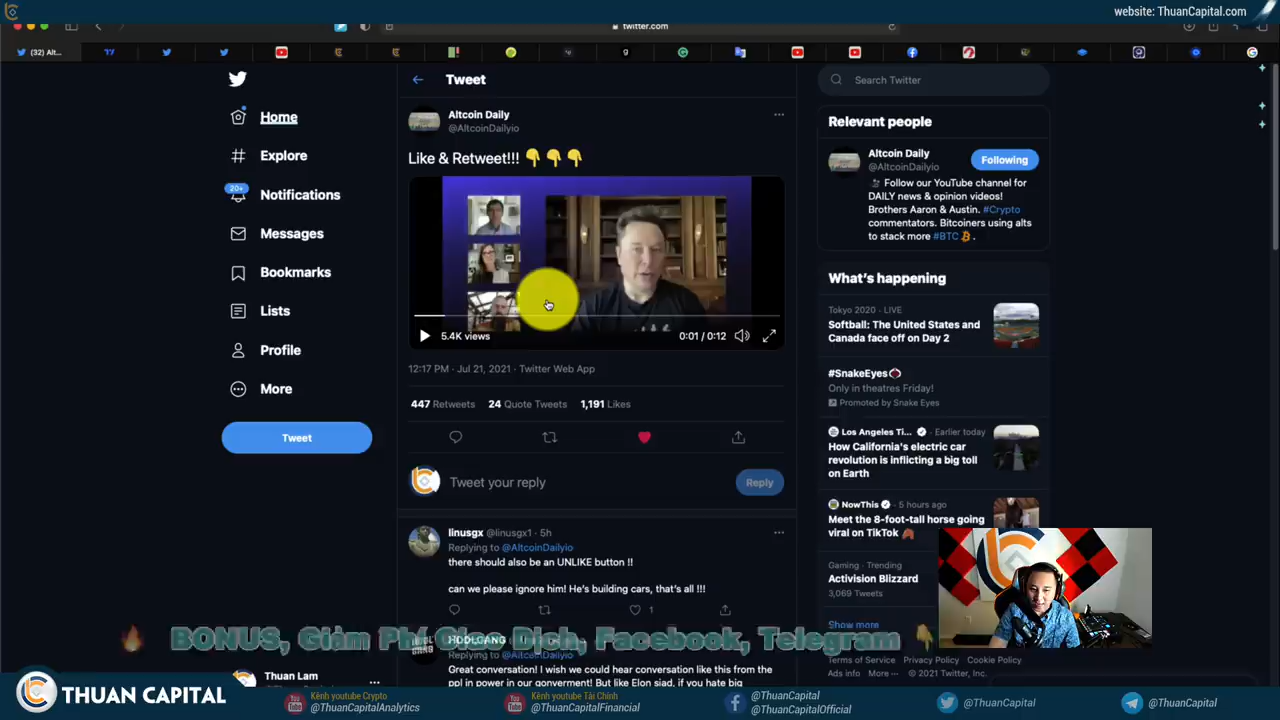 website: ThuanCapital.com
twitter.com
(32) Alt...
Home
Explore
20+
Notifications
Messages
Bookmarks
Lists
Profile
More
Tweet
Thuan Lam
Tweet
Altcoin Daily
@AltcoinDailyio
Like & Retweet!!!
5.4K views
0:01 / 0:12
12:17 PM · Jul 21, 2021 · Twitter Web App
447 Retweets 24 Quote Tweets 1,191 Likes
Tweet your reply
Reply
linusgx @linusgx1 · 5h
Replying to @AltcoinDailyio
there should also be an UNLIKE button !!
can we please ignore him! He's building cars, that's all !!!
1
HODLGANG
Replying to @AltcoinDailyio
Great conversation! I wish we could hear conversation like this from the
ppl in power in our gonverment! But like Elon siad, if you hate big
Search Twitter
Relevant people
Altcoin Daily
@AltcoinDailyio
Following
Follow our YouTube channel for
DAILY news & opinion videos!
Brothers Aaron & Austin. #Crypto
commentators. Bitcoiners using alts
to stack more #BTC .
What's happening
Tokyo 2020 · LIVE
Softball: The United States and
Canada face off on Day 2
#SnakeEyes
Only in theatres Friday!
Promoted by Snake Eyes
Los Angeles Ti... · Earlier today
How California's electric car
revolution is inflicting a big toll
on Earth
NowThis · 5 hours ago
Meet the 8-foot-tall horse going
viral on TikTok
Gaming · Trending
Activision Blizzard
3,069 Tweets
Show more
Terms of Service Privacy Policy Cookie Policy
Ads info More ··· © 2021 Twitter, Inc.
BONUS, Giảm Phí Giao Dịch, Facebook, Telegram
THUAN CAPITAL
Kênh youtube Crypto
@ThuanCapitalAnalytics
Kênh youtube Tài Chính
@ThuanCapitalFinancial
@ThuanCapital
@ThuanCapitalOfficial
@ThuanCapital
@ThuanCapital